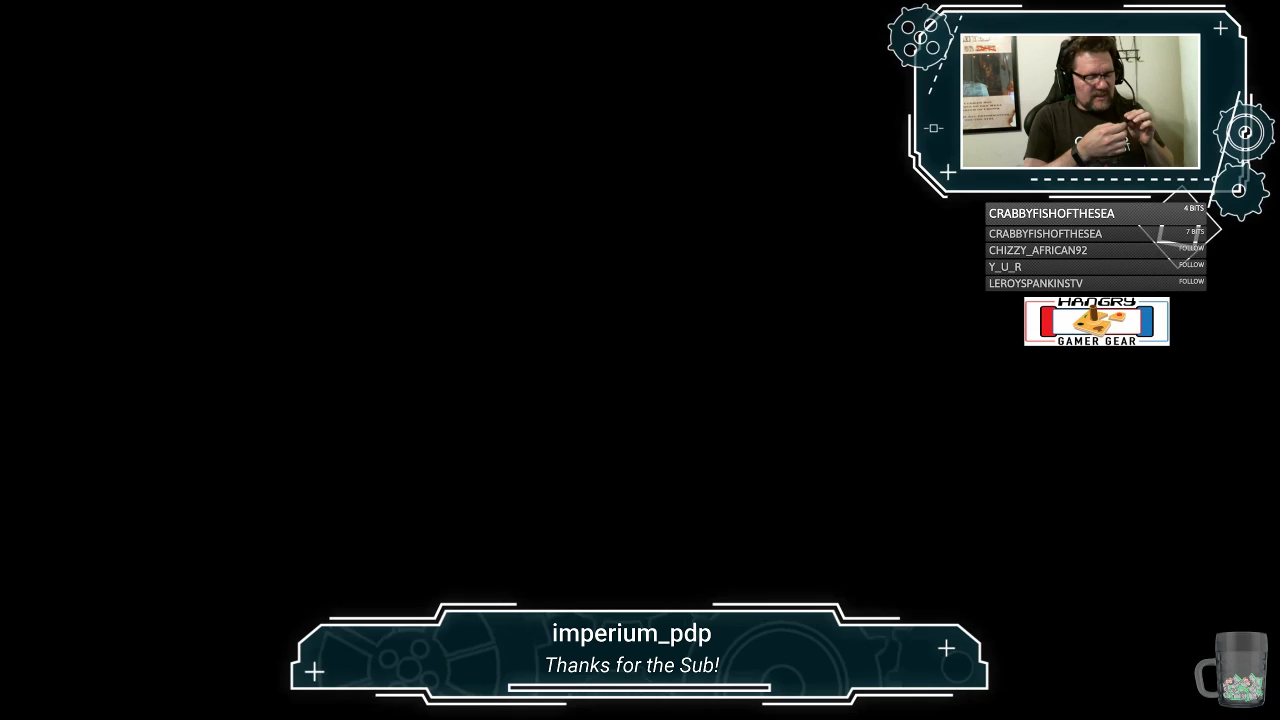 CRABBYFISHOFTHESEA 4 BITS
CRABBYFISHOFTHESEA 7 BITS
CHIZZY_AFRICAN92 FOLLOW
Y_U_R FOLLOW
LEROYSPANKINSTV FOLLOW
HANGRY
GAMER GEAR
imperium_pdp
Thanks for the Sub!